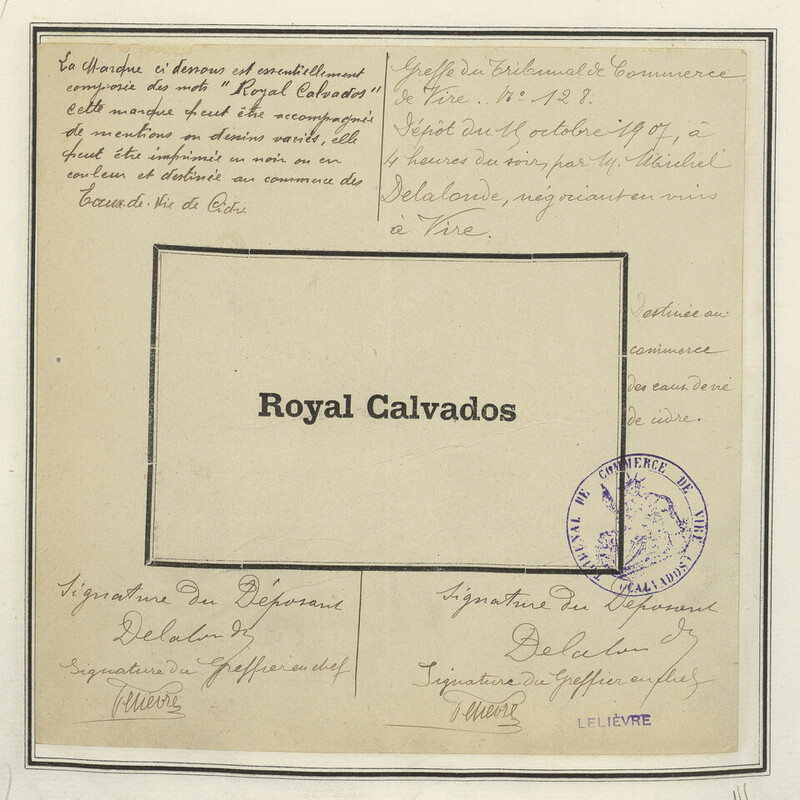 La Marque ci dessous est essentiellement
composée des mots "Royal Calvados"
cette marque peut être accompagnée
de mentions ou dessins variés, elle
peut être imprimée en noir ou en
couleur et destinée au commerce des
Eaux-de-Vie de Cidre
Greffe du Tribunal de Commerce
de Vire. No 128.
Dépôt du 15 octobre 1907, à
4 heures du soir, par M. Michel
Delalonde, négociant en vins
à Vire.
Royal Calvados
Destinée au
commerce
des eaux de vie
de cidre.
TRIBUNAL DE COMMERCE DE VIRE
(CALVADOS)
Signature du Déposant
Delalonde
Signature du Greffier en chef
Lelièvre
Signature du Déposant
Delalonde
Signature du Greffier en chef
Lelièvre
LELIÈVRE